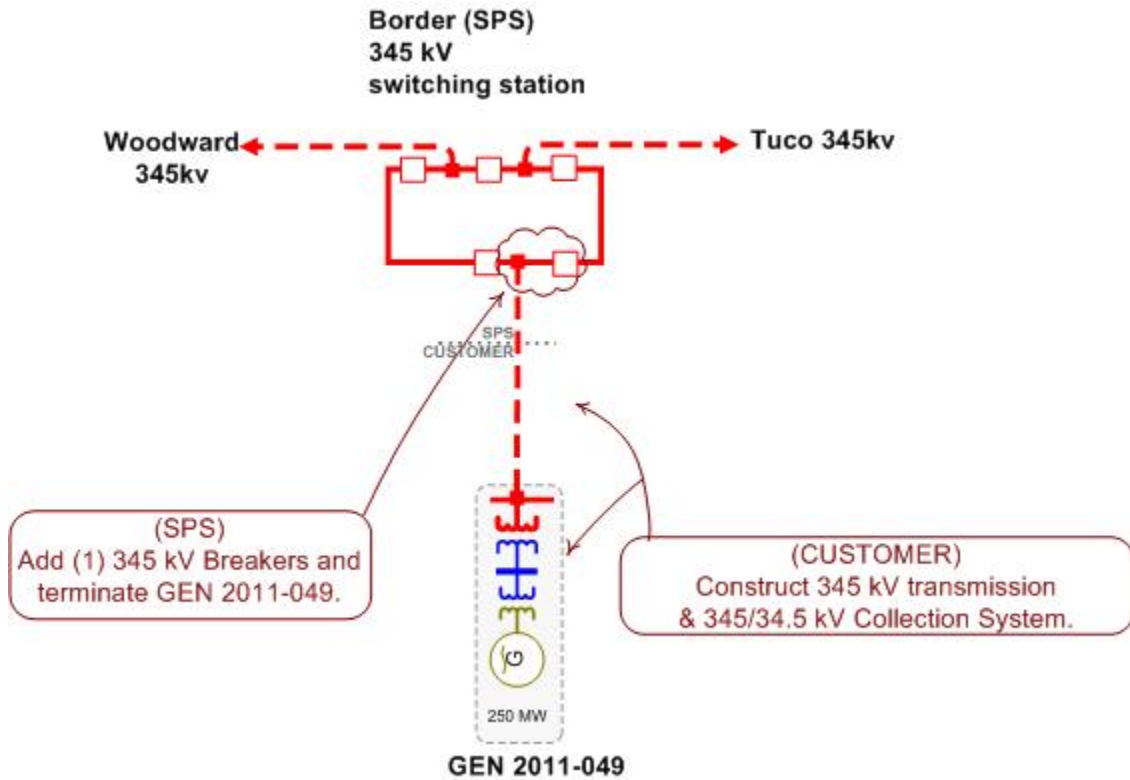 Border (SPS)
345 kV
switching station
Woodward
345kv
Tuco 345kv
SPS
CUSTOMER
(SPS)
Add (1) 345 kV Breakers and
terminate GEN 2011-049.
(CUSTOMER)
Construct 345 kV transmission
& 345/34.5 kV Collection System.
G
250 MW
GEN 2011-049